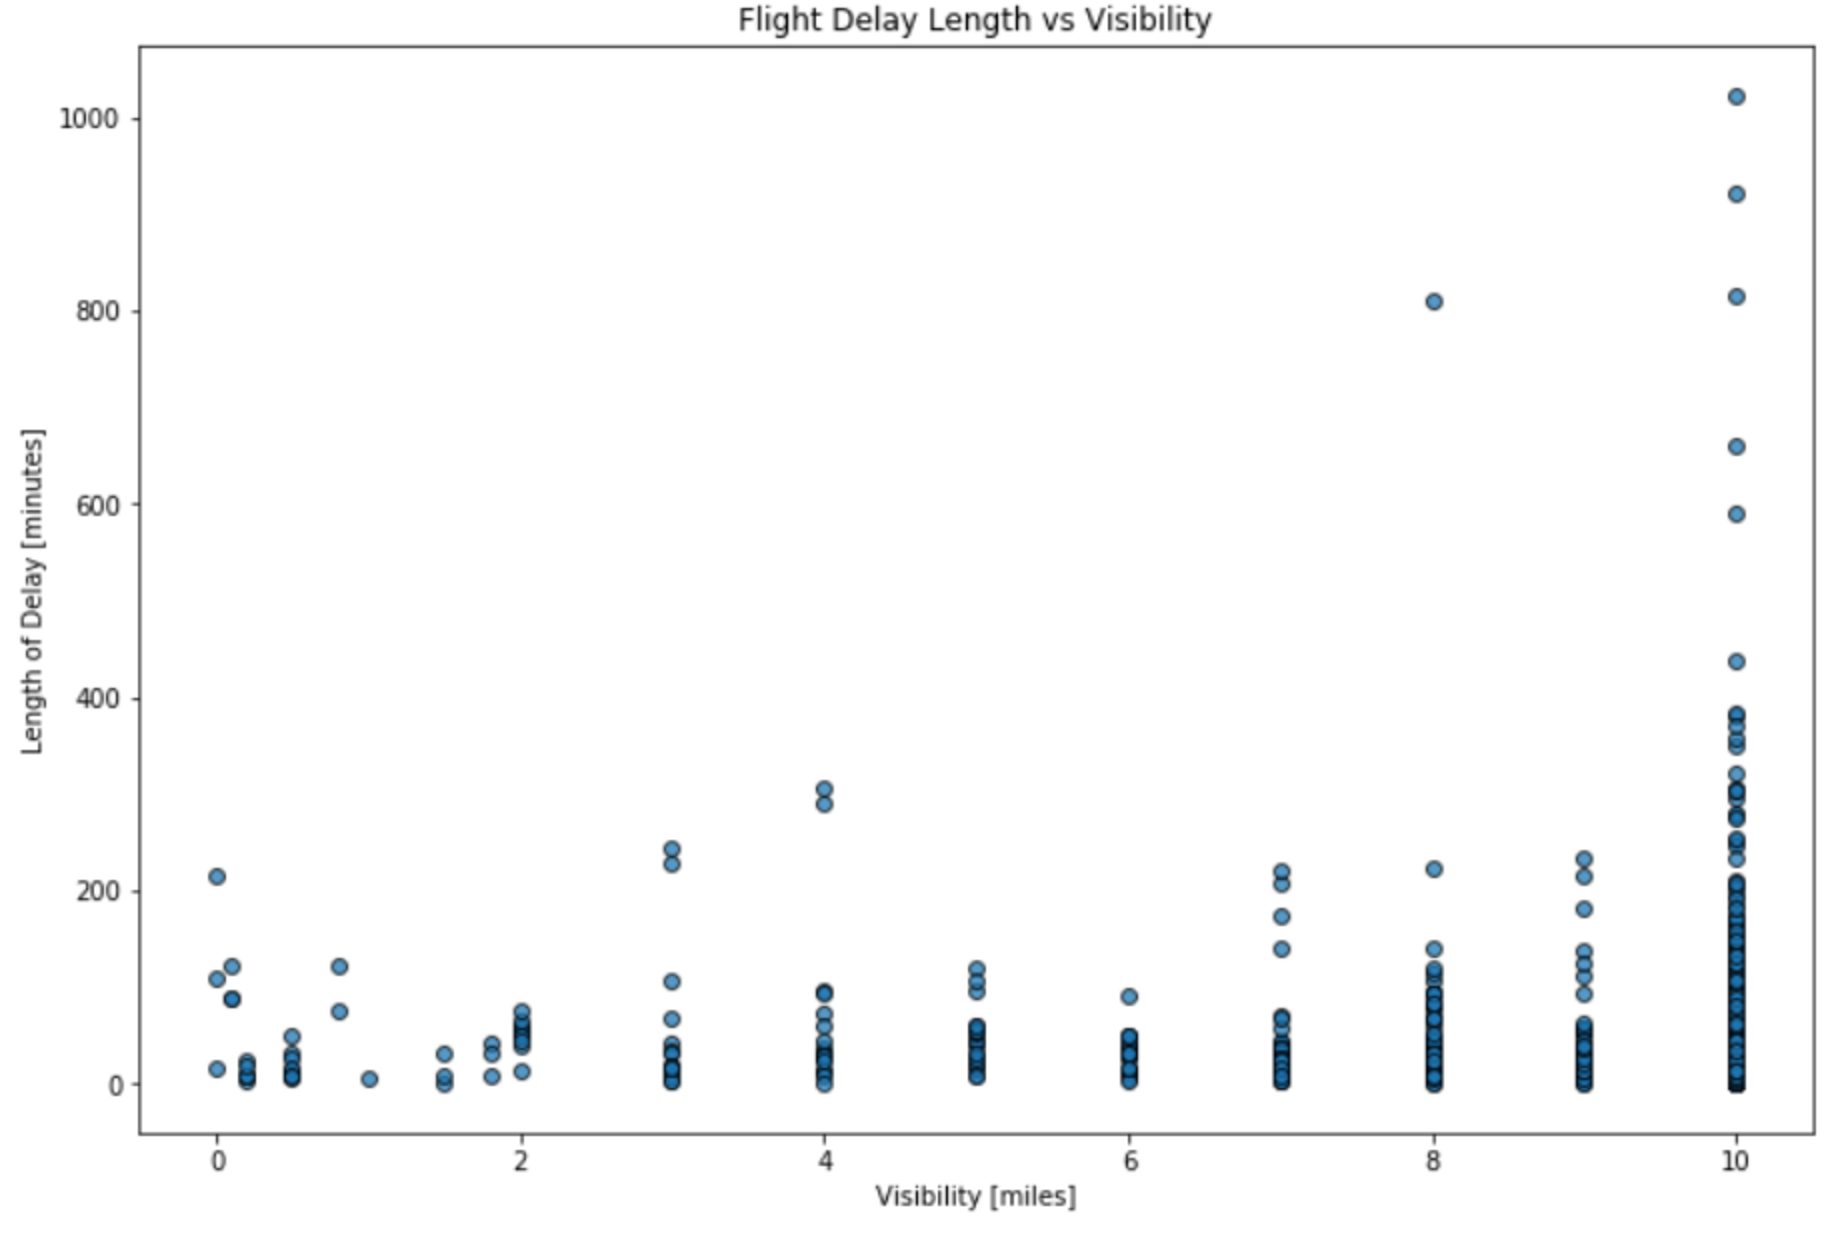 Flight Delay Length vs Visibility
1000
800
600
400
200
0
Length of Delay [minutes]
0 2 4 6 8 10
Visibility [miles]